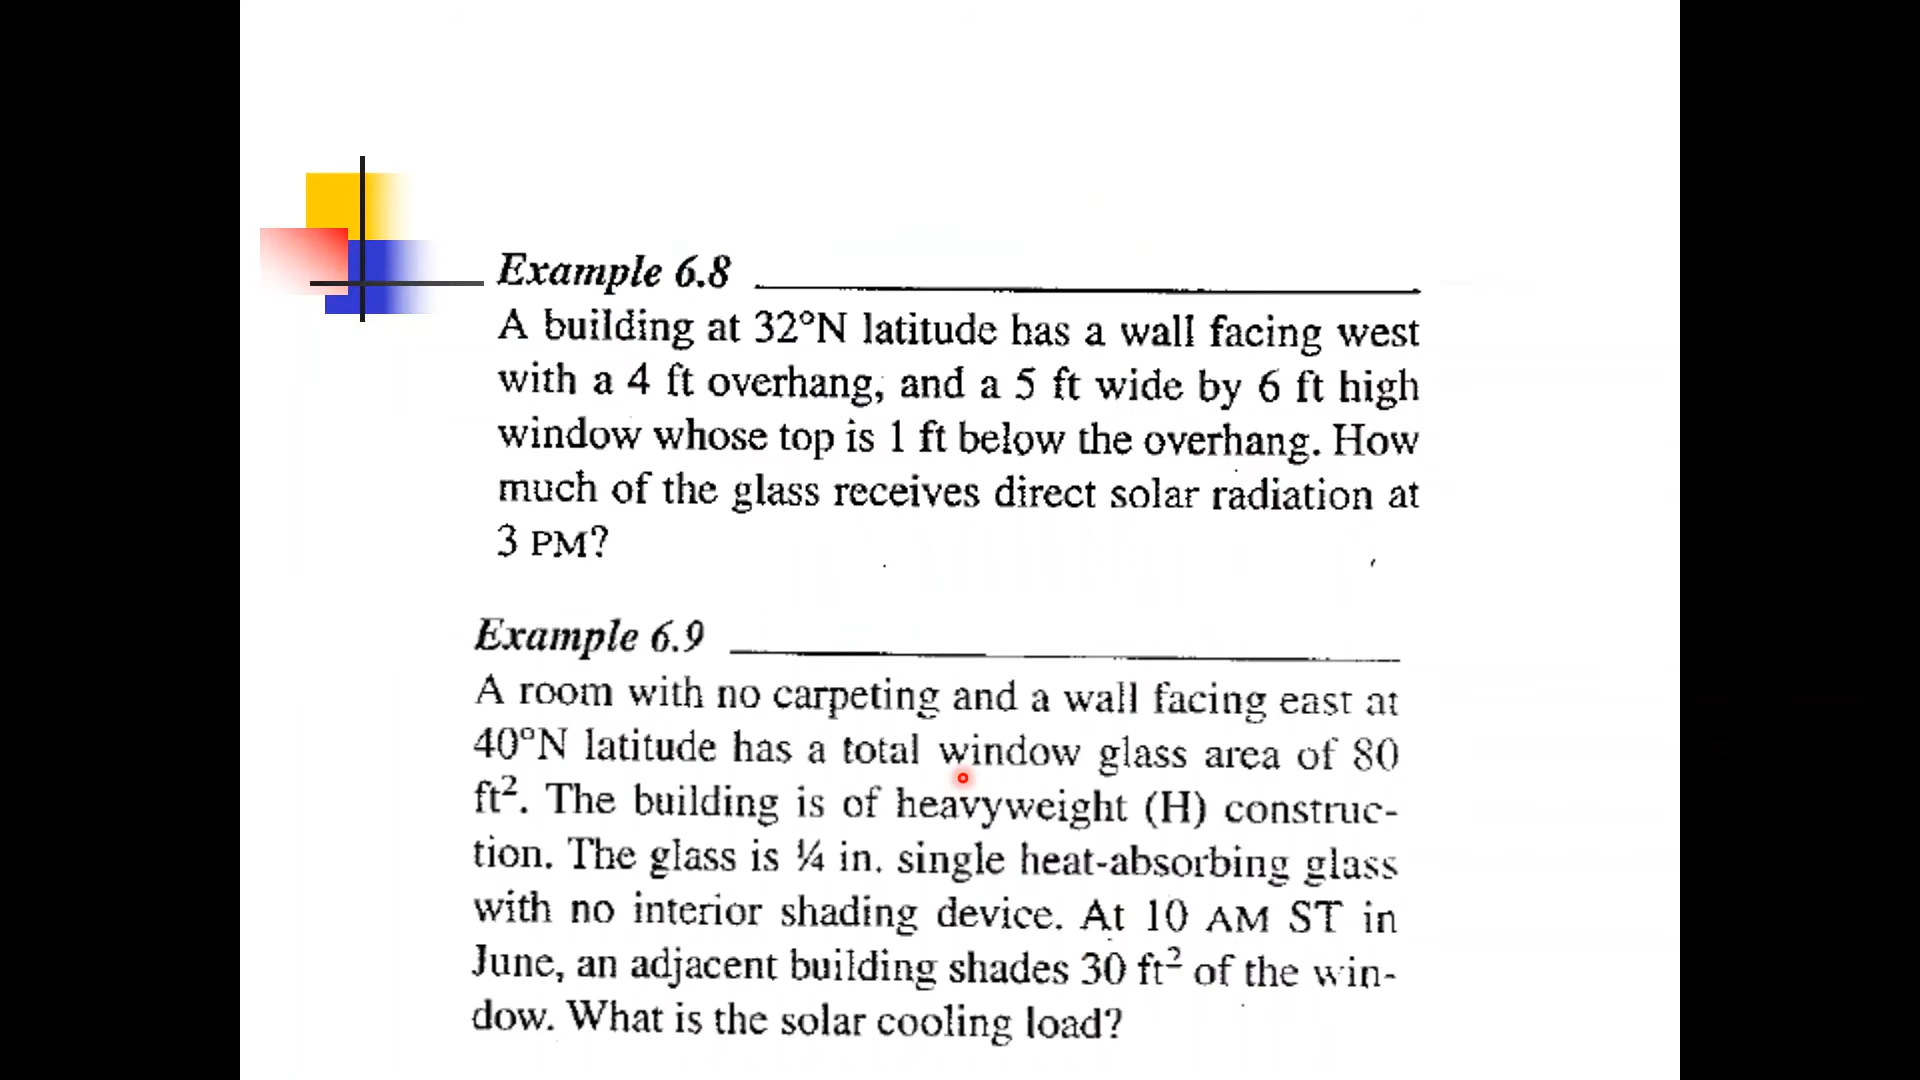 Example 6.8
A building at 32°N latitude has a wall facing west
with a 4 ft overhang, and a 5 ft wide by 6 ft high
window whose top is 1 ft below the overhang. How
much of the glass receives direct solar radiation at
3 PM?
Example 6.9
A room with no carpeting and a wall facing east at
40°N latitude has a total window glass area of 80
ft². The building is of heavyweight (H) construc-
tion. The glass is ¼ in. single heat-absorbing glass
with no interior shading device. At 10 AM ST in
June, an adjacent building shades 30 ft² of the win-
dow. What is the solar cooling load?